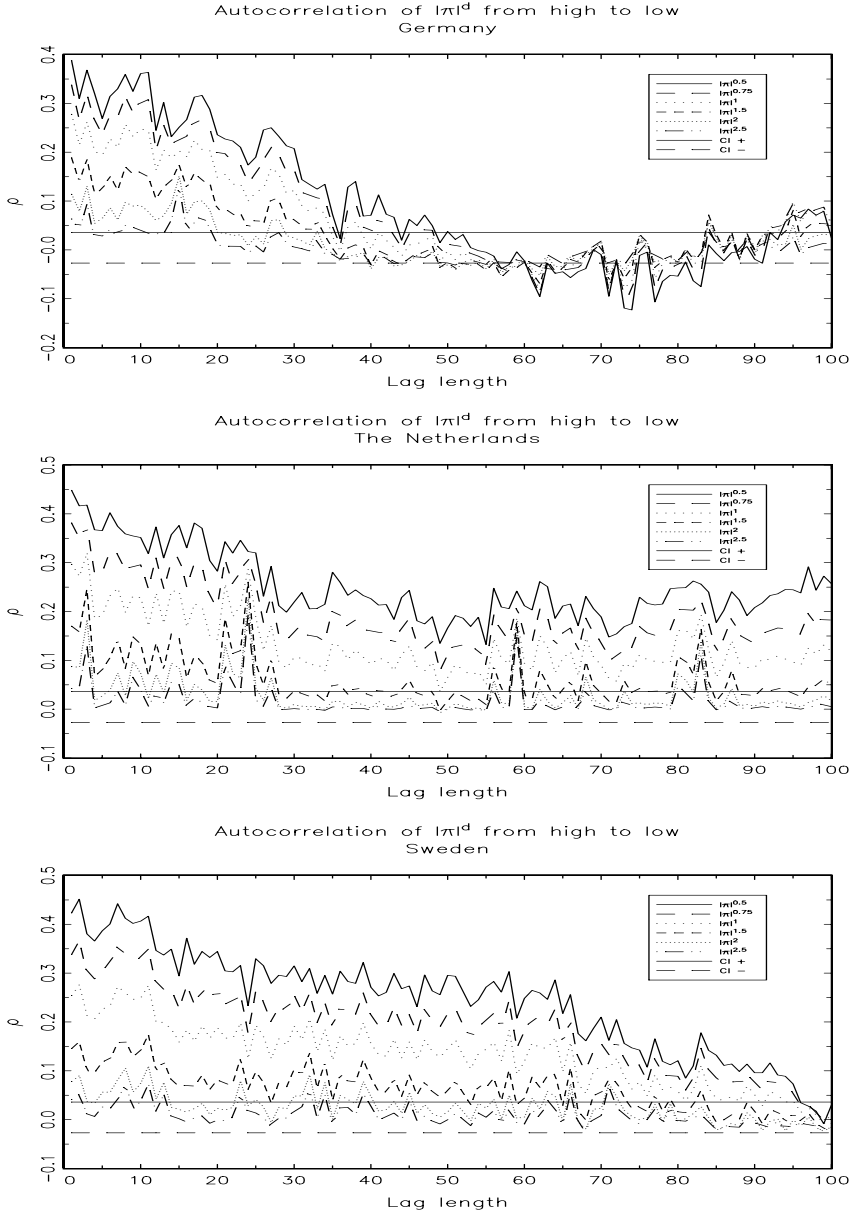 Autocorrelation of |π|^d from high to low
Germany
|π|^0.5
|π|^0.75
|π|^1
|π|^1.5
|π|^2
|π|^2.5
CI +
CI −
ρ
0.4
0.3
0.2
0.1
−0.0
−0.1
−0.2
0 10 20 30 40 50 60 70 80 90 100
Lag length
Autocorrelation of |π|^d from high to low
The Netherlands
|π|^0.5
|π|^0.75
|π|^1
|π|^1.5
|π|^2
|π|^2.5
CI +
CI −
ρ
0.5
0.4
0.3
0.2
0.1
0.0
−0.1
0 10 20 30 40 50 60 70 80 90 100
Lag length
Autocorrelation of |π|^d from high to low
Sweden
|π|^0.5
|π|^0.75
|π|^1
|π|^1.5
|π|^2
|π|^2.5
CI +
CI −
ρ
0.5
0.4
0.3
0.2
0.1
0.0
−0.1
0 10 20 30 40 50 60 70 80 90 100
Lag length